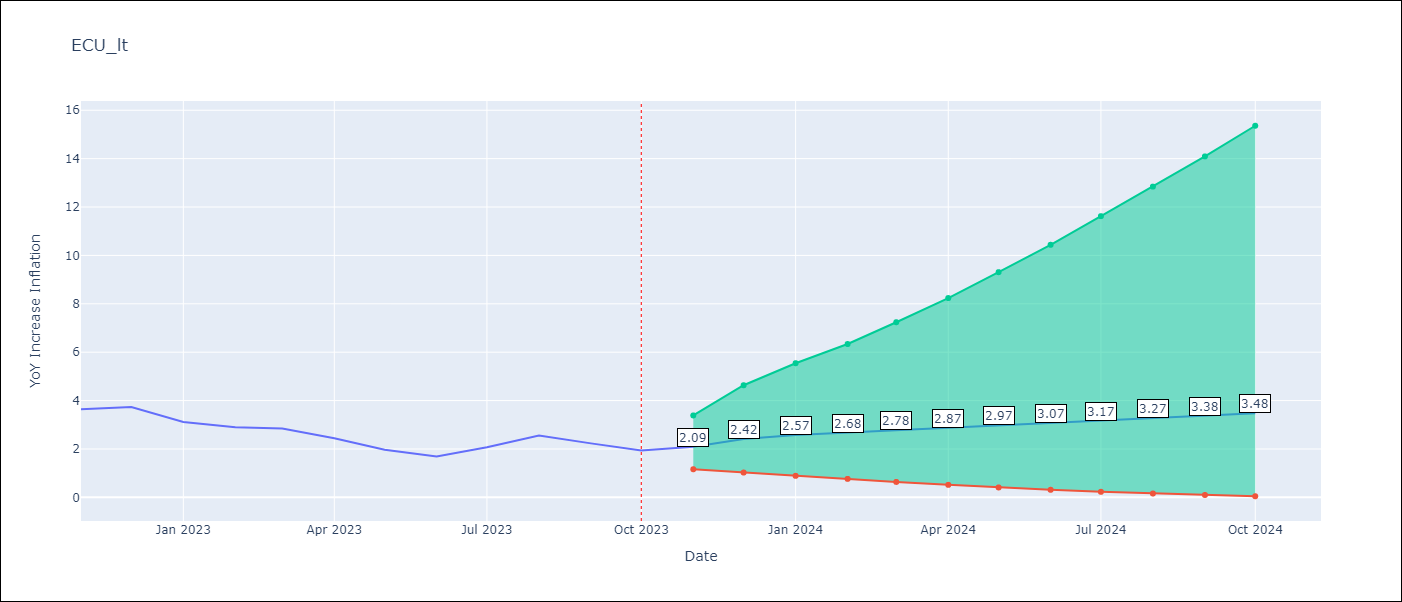 ECU_lt
16
14
12
10
8
6
4
2
0
YoY Increase Inflation
2.09
2.42
2.57
2.68
2.78
2.87
2.97
3.07
3.17
3.27
3.38
3.48
Jan 2023
Apr 2023
Jul 2023
Oct 2023
Jan 2024
Apr 2024
Jul 2024
Oct 2024
Date